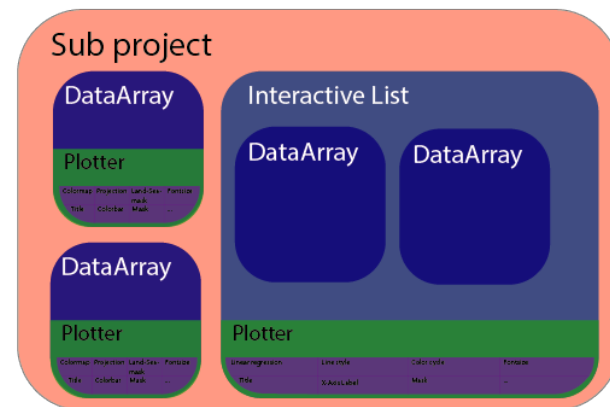 Sub project
DataArray
Plotter
Colormap Projection Land-Sea-mask Fontsize
Title Colorbar Mask ...
DataArray
Plotter
Colormap Projection Land-Sea-mask Fontsize
Title Colorbar Mask ...
Interactive List
DataArray
DataArray
Plotter
Linear regression Line style Color style Fontsize
Title X-Axis Label Mask ...